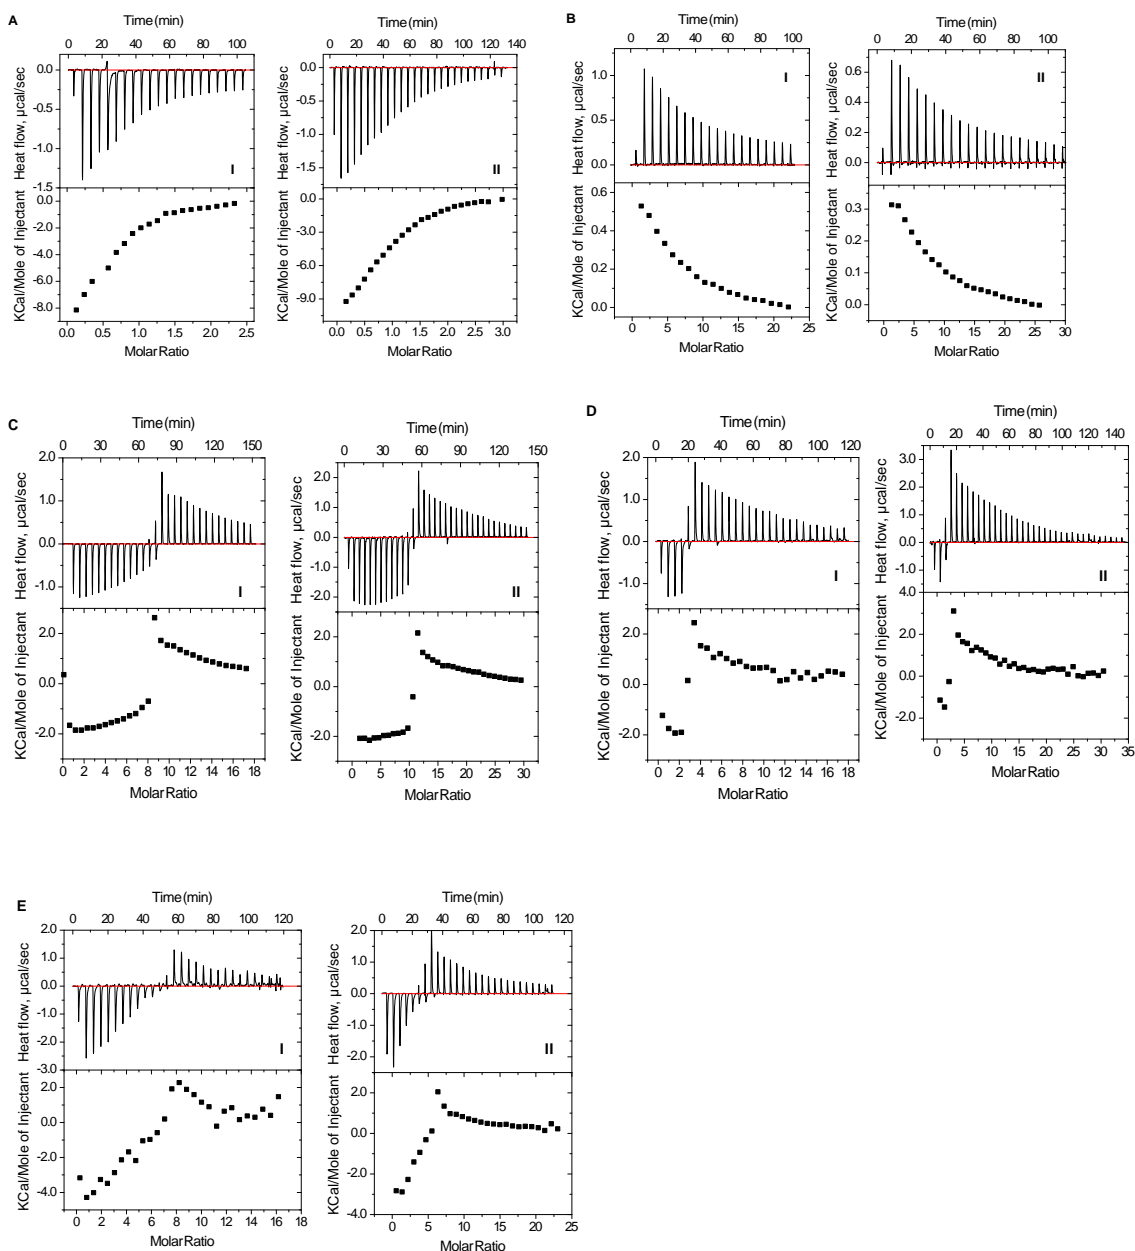 A
Time (min)
0 20 40 60 80 100
Heat flow, µcal/sec
0.0
-0.5
-1.0
-1.5
I
KCal/Mole of Injectant
0.0
-2.0
-4.0
-6.0
-8.0
0.0 0.5 1.0 1.5 2.0 2.5
Molar Ratio
Time (min)
0 20 40 60 80 100 120 140
Heat flow, µcal/sec
0.0
-0.5
-1.0
-1.5
II
KCal/Mole of Injectant
0.0
-3.0
-6.0
-9.0
0.0 0.5 1.0 1.5 2.0 2.5 3.0
Molar Ratio
B
Time (min)
0 20 40 60 80 100
Heat flow, µcal/sec
1.0
0.5
0.0
I
KCal/Mole of Injectant
0.6
0.4
0.2
0.0
0 5 10 15 20 25
Molar Ratio
Time (min)
0 20 40 60 80 100
Heat flow, µcal/sec
0.6
0.4
0.2
0.0
II
KCal/Mole of Injectant
0.3
0.2
0.1
0.0
0 5 10 15 20 25 30
Molar Ratio
C
Time (min)
0 30 60 90 120 150
Heat flow, µcal/sec
2.0
1.0
0.0
-1.0
I
KCal/Mole of Injectant
2.0
0.0
-2.0
0 2 4 6 8 10 12 14 16 18
Molar Ratio
Time (min)
0 30 60 90 120 150
Heat flow, µcal/sec
2.0
1.0
0.0
-1.0
-2.0
II
KCal/Mole of Injectant
2.0
0.0
-2.0
0 5 10 15 20 25 30
Molar Ratio
D
Time (min)
0 20 40 60 80 100 120
Heat flow, µcal/sec
2.0
1.0
0.0
-1.0
I
KCal/Mole of Injectant
2.0
0.0
-2.0
0 2 4 6 8 10 12 14 16 18
Molar Ratio
Time (min)
0 20 40 60 80 100 120 140
Heat flow, µcal/sec
3.0
2.0
1.0
0.0
-1.0
II
KCal/Mole of Injectant
4.0
2.0
0.0
-2.0
0 5 10 15 20 25 30 35
Molar Ratio
E
Time (min)
0 20 40 60 80 100 120
Heat flow, µcal/sec
2.0
1.0
0.0
-1.0
-2.0
-3.0
I
KCal/Mole of Injectant
2.0
0.0
-2.0
-4.0
0 2 4 6 8 10 12 14 16 18
Molar Ratio
Time (min)
0 20 40 60 80 100 120
Heat flow, µcal/sec
2.0
1.0
0.0
-1.0
-2.0
II
KCal/Mole of Injectant
2.0
0.0
-2.0
-4.0
0 5 10 15 20 25
Molar Ratio